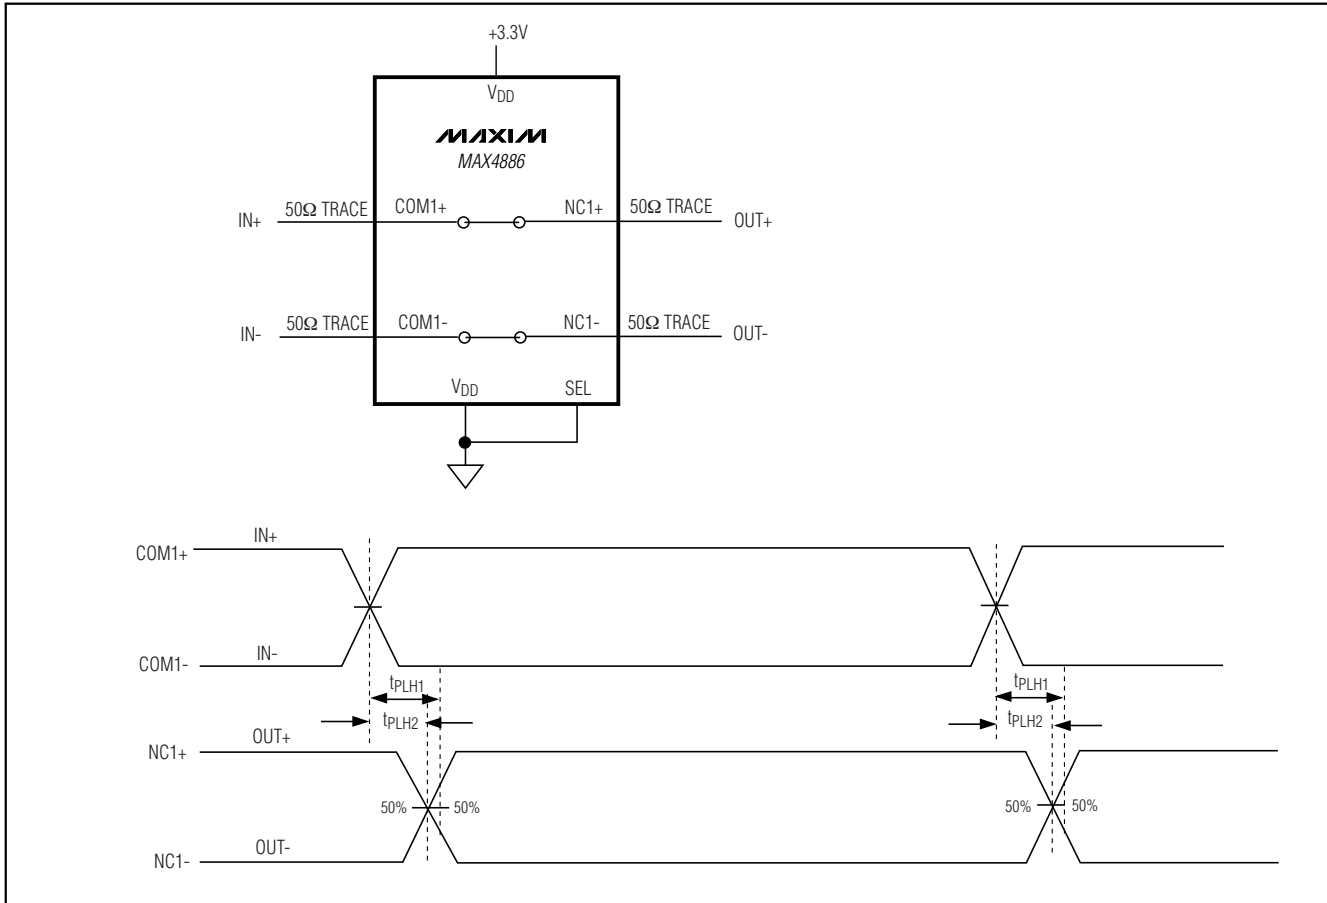 +3.3V
VDD
MAXIM
MAX4886
IN+ 50Ω TRACE COM1+ NC1+ 50Ω TRACE OUT+
IN- 50Ω TRACE COM1- NC1- 50Ω TRACE OUT-
VDD SEL
COM1+ IN+
COM1- IN-
tPLH1 tPLH1
tPLH2 tPLH2
NC1+ OUT+
50% 50% 50% 50%
NC1- OUT-